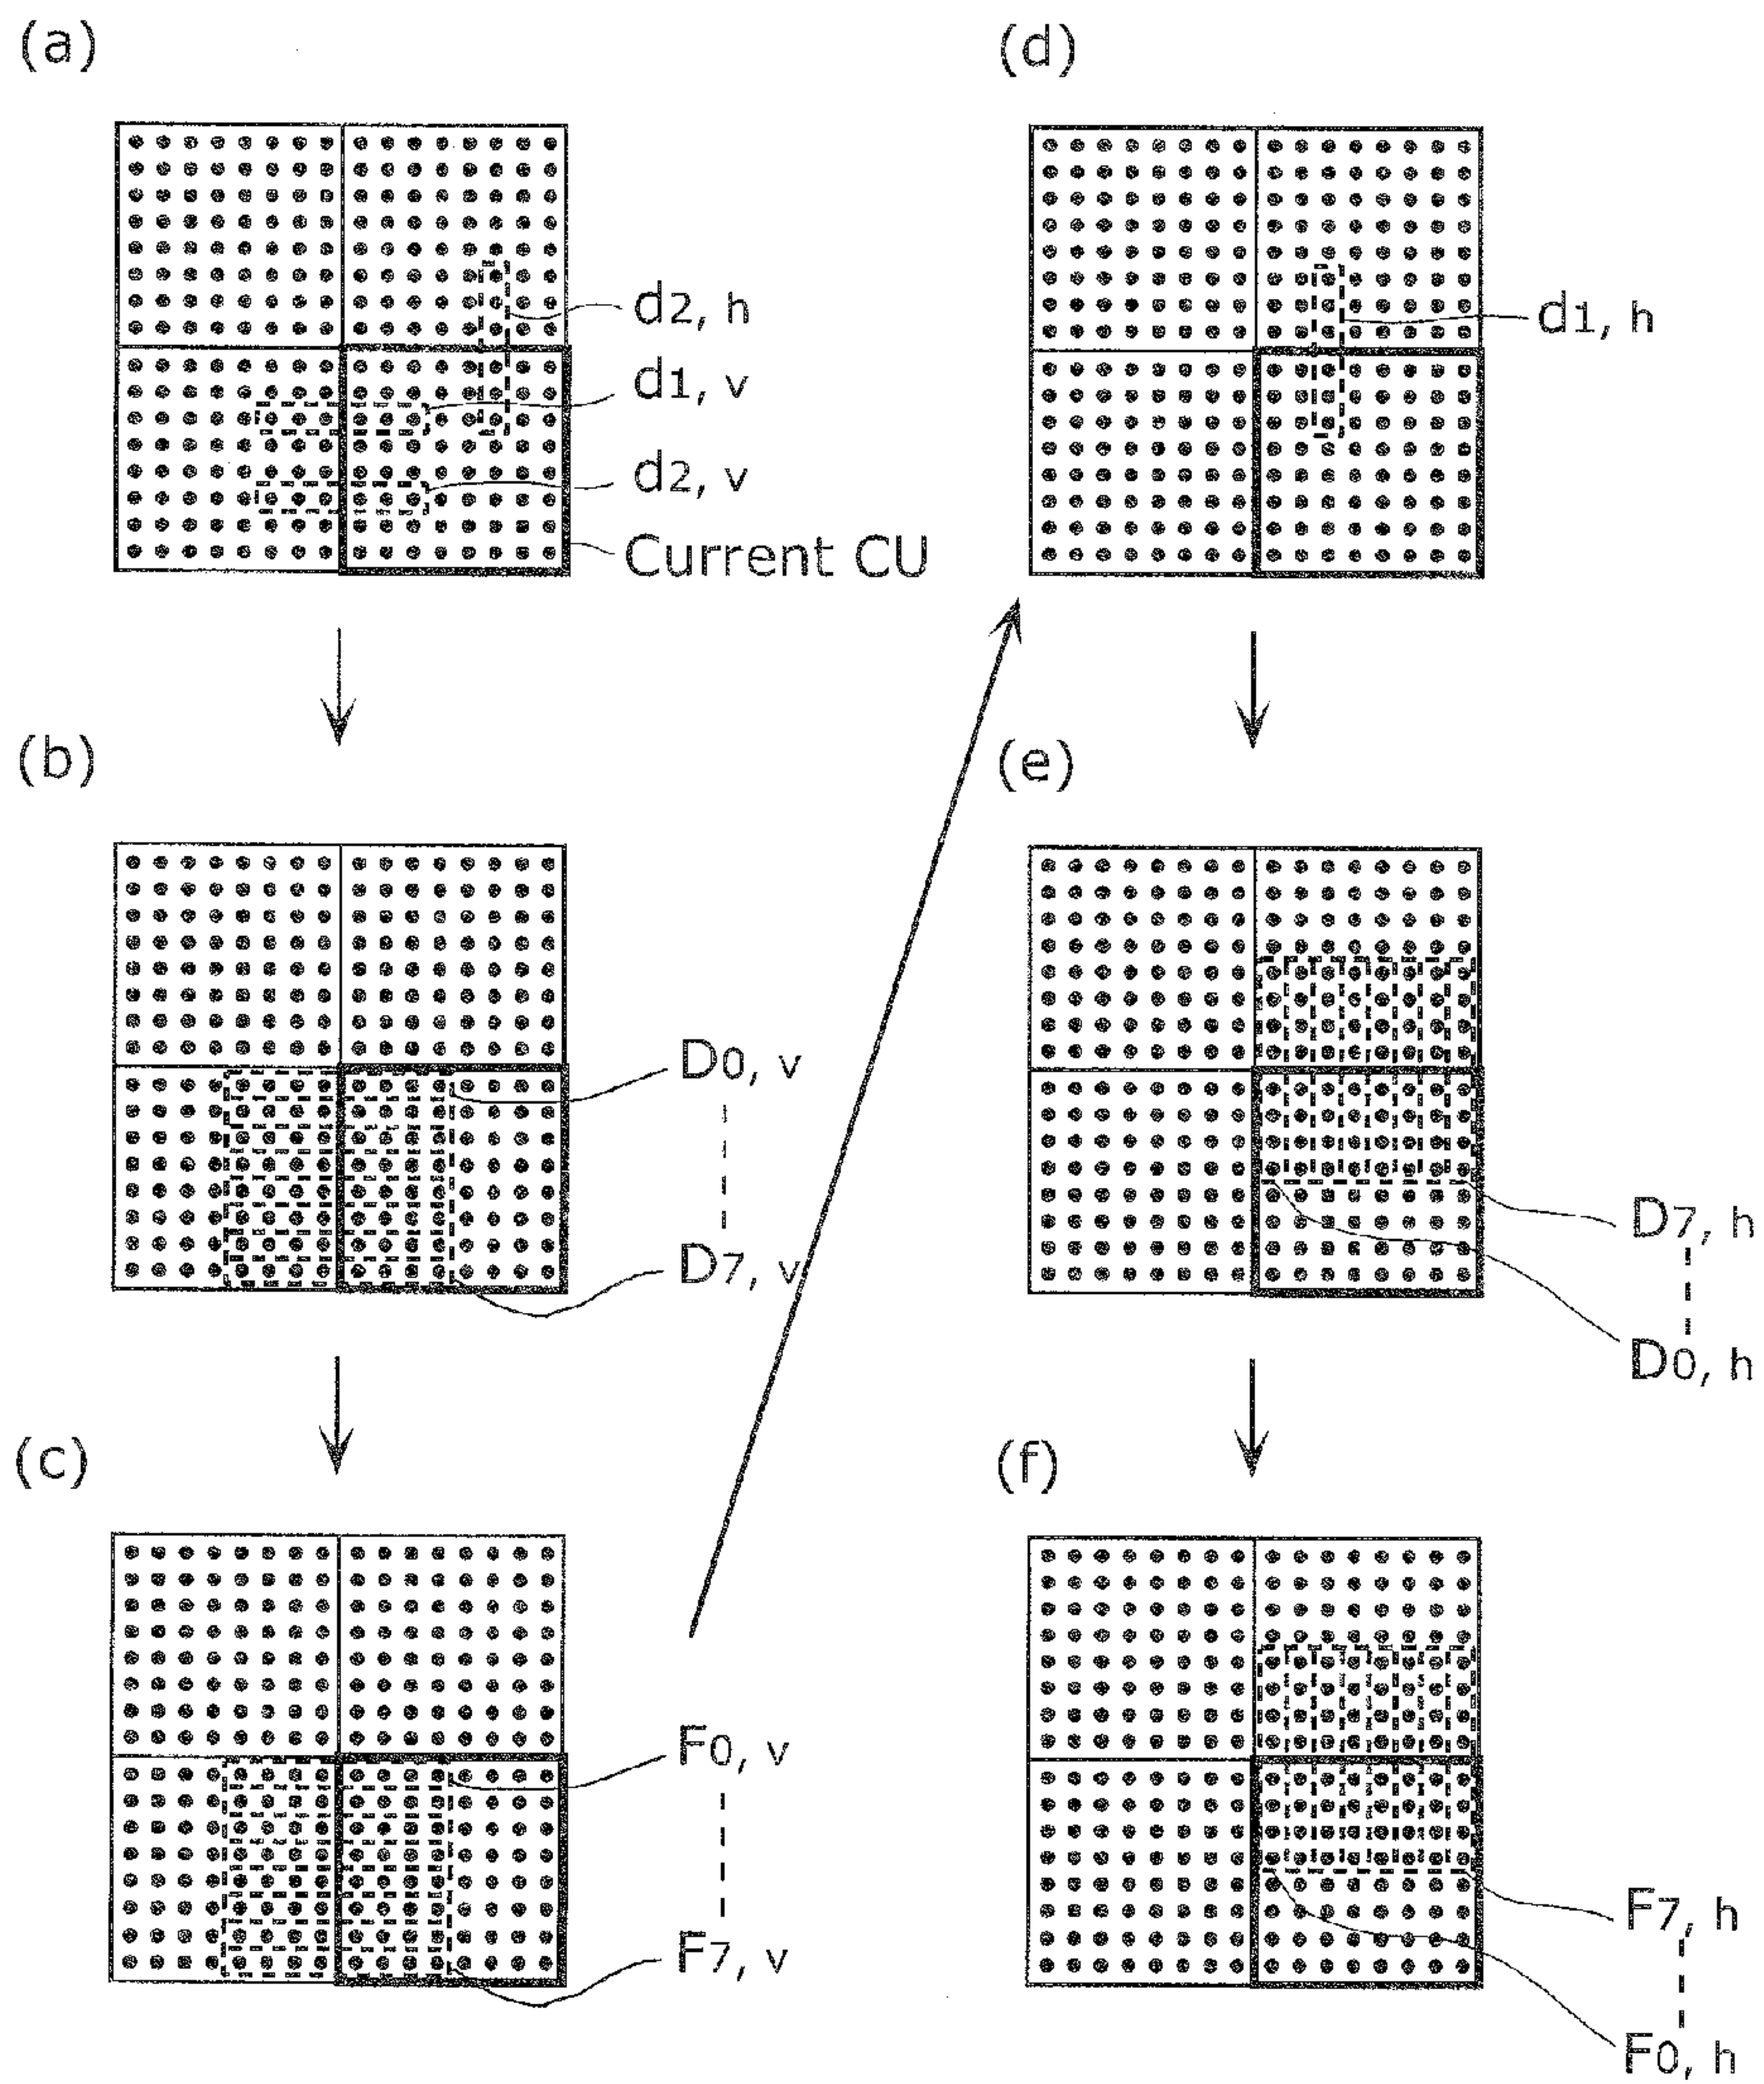 (a)
d2, h
d1, v
d2, v
Current CU
(b)
D0, v
D7, v
(c)
F0, v
F7, v
(d)
d1, h
(e)
D7, h
D0, h
(f)
F7, h
F0, h